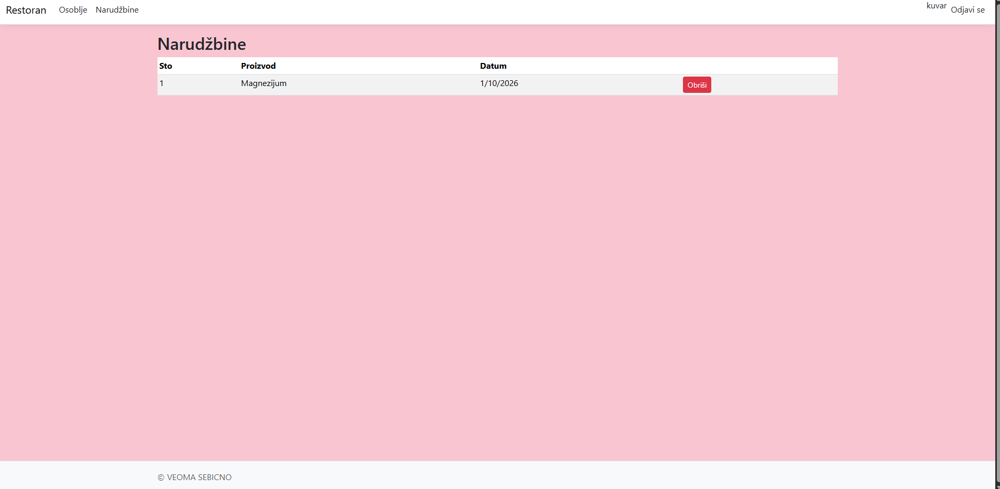 Restoran Osoblje Narudžbine kuvar Odjavi se
Narudžbine
Sto Proizvod Datum
1 Magnezijum 1/10/2026 Obriši
© VEOMA SEBICNO